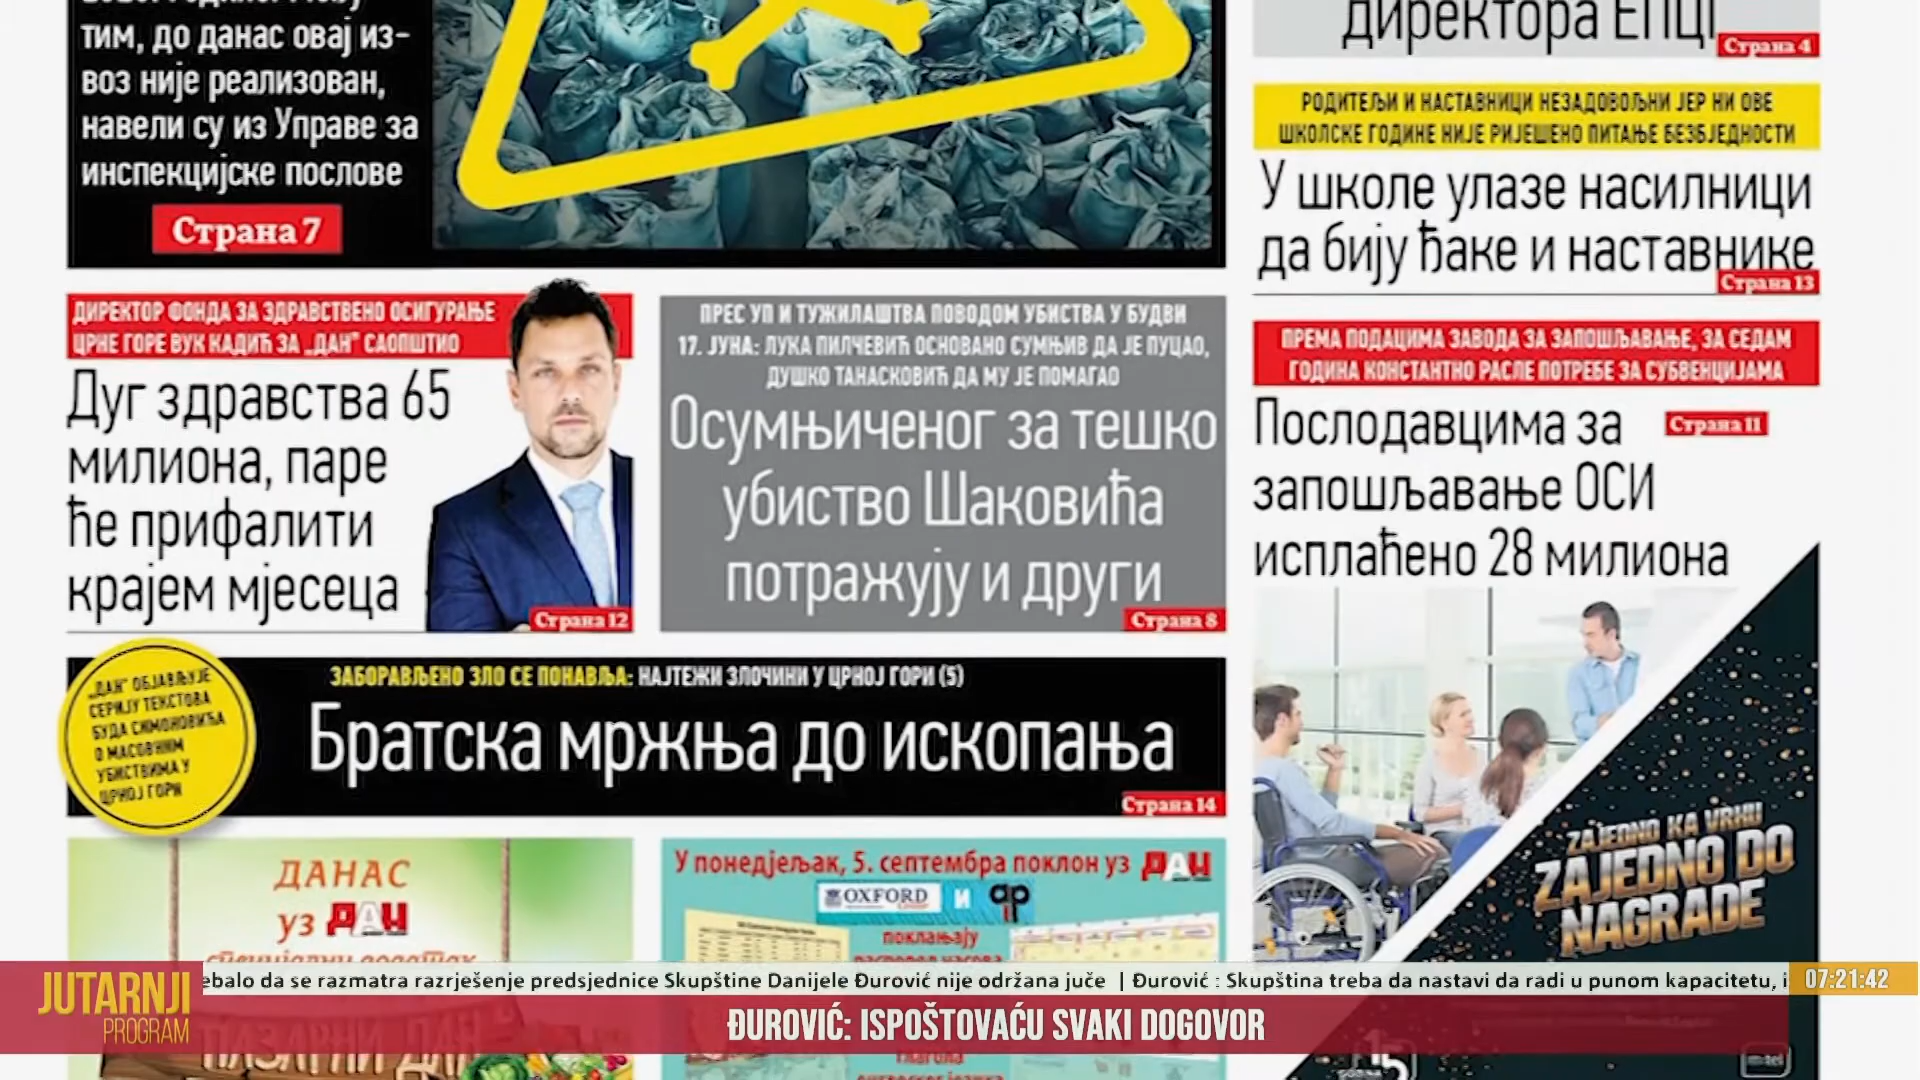 тим, до данас овај из-
воз није реализован,
навели су из Управе за
инспекцијске послове
Страна 7
директора ЕПЦГ
Страна 4
РОДИТЕЉИ И НАСТАВНИЦИ НЕЗАДОВОЉНИ ЈЕР НИ ОВЕ
ШКОЛСКЕ ГОДИНЕ НИЈЕ РИЈЕШЕНО ПИТАЊЕ БЕЗБЈЕДНОСТИ
У школе улазе насилници
да бију ђаке и наставнике
Страна 13
ДИРЕКТОР ФОНДА ЗА ЗДРАВСТВЕНО ОСИГУРАЊЕ
ЦРНЕ ГОРЕ ВУК КАДИЋ ЗА „ДАН” САОПШТИО
Дуг здравства 65
милиона, паре
ће прифалити
крајем мјесеца
Страна 12
ПРЕС УП И ТУЖИЛАШТВА ПОВОДОМ УБИСТВА У БУДВИ
17. ЈУНА: ЛУКА ПИЛЧЕВИЋ ОСНОВАНО СУМЊИВ ДА ЈЕ ПУЦАО,
ДУШКО ТАНАСКОВИЋ ДА МУ ЈЕ ПОМАГАО
Осумњиченог за тешко
убиство Шаковића
потражују и други
Страна 8
ПРЕМА ПОДАЦИМА ЗАВОДА ЗА ЗАПОШЉАВАЊЕ, ЗА СЕДАМ
ГОДИНА КОНСТАНТНО РАСЛЕ ПОТРЕБЕ ЗА СУБВЕНЦИЈАМА
Послодавцима за
запошљавање ОСИ
исплаћено 28 милиона
Страна 11
„ДАН” ОБЈАВЉУЈЕ
СЕРИЈУ ТЕКСТОВА
БУДА СИМОНОВИЋА
О МАСОВНИМ
УБИСТВИМА У
ЦРНОЈ ГОРИ
ЗАБОРАВЉЕНО ЗЛО СЕ ПОНАВЉА: НАЈТЕЖИ ЗЛОЧИНИ У ЦРНОЈ ГОРИ (5)
Братска мржња до ископања
Страна 14
ДАНАС
уз ДАН
ПАЗАРНИ ДАН
У понедјељак, 5. септембра поклон уз ДАН
OXFORD и ap
поклањају
глагола
ZAJEDNO KA VRHU
ZAJEDNO DO
NAGRADE
15
m:tel
JUTARNJI
PROGRAM
ebalo da se razmatra razrješenje predsjednice Skupštine Danijele Đurović nije održana juče | Đurović : Skupština treba da nastavi da radi u punom kapacitetu, i
07:21:42
ĐUROVIĆ: ISPOŠTOVAĆU SVAKI DOGOVOR